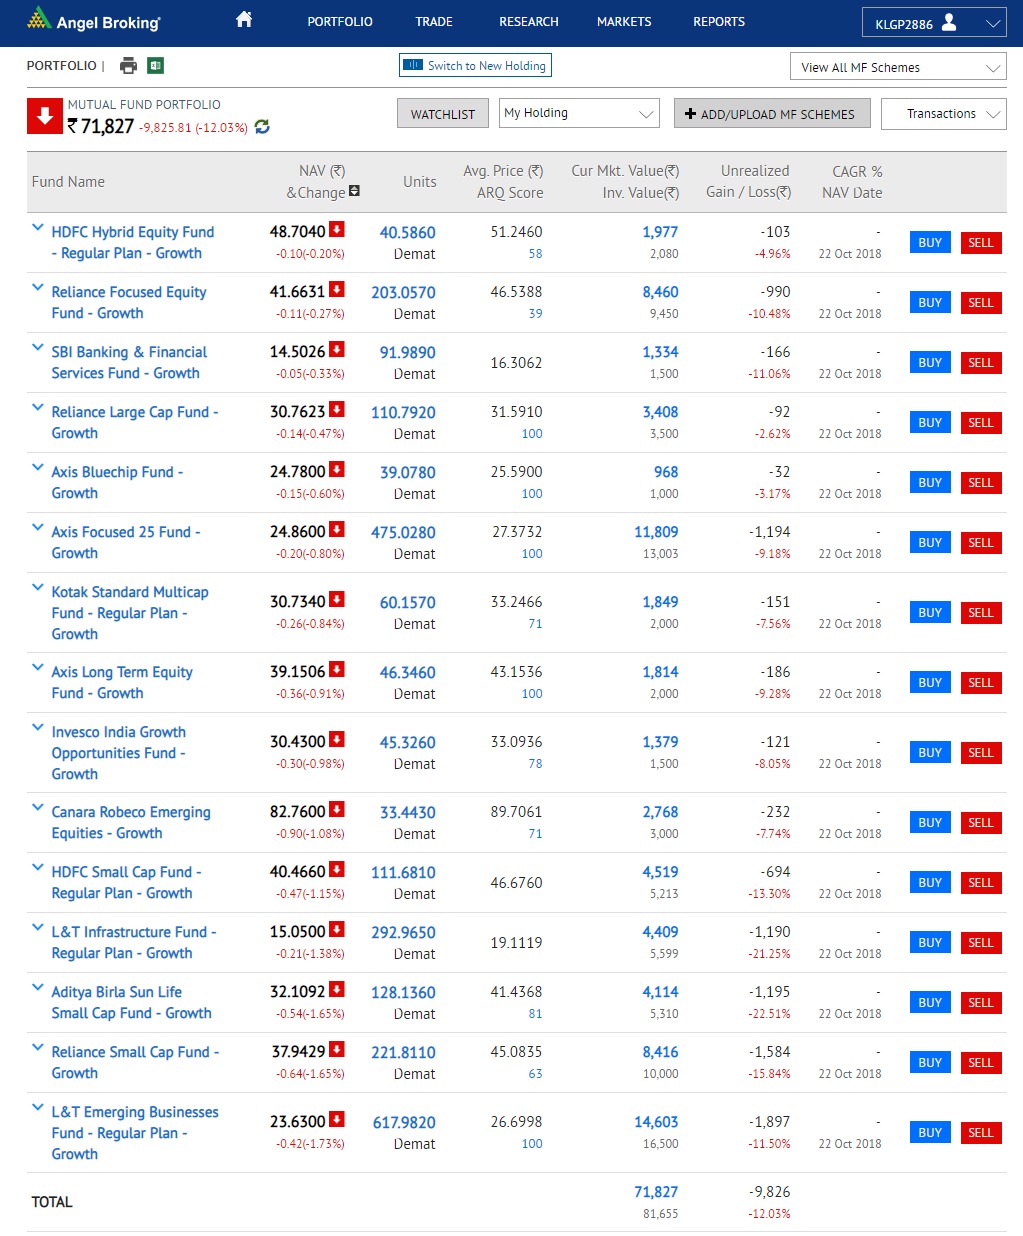 Angel Broking
PORTFOLIO TRADE RESEARCH MARKETS REPORTS KLGP2886
PORTFOLIO | Switch to New Holding View All MF Schemes
MUTUAL FUND PORTFOLIO
₹ 71,827 -9,825.81 (-12.03%) WATCHLIST My Holding + ADD/UPLOAD MF SCHEMES Transactions
Fund Name NAV (₹) &Change Units Avg. Price (₹) ARQ Score Cur Mkt. Value(₹) Inv. Value(₹) Unrealized Gain / Loss(₹) CAGR % NAV Date
HDFC Hybrid Equity Fund 48.7040 40.5860 51.2460 1,977 -103 - BUY SELL
- Regular Plan - Growth -0.10(-0.20%) Demat 58 2,080 -4.96% 22 Oct 2018
Reliance Focused Equity 41.6631 203.0570 46.5388 8,460 -990 - BUY SELL
Fund - Growth -0.11(-0.27%) Demat 39 9,450 -10.48% 22 Oct 2018
SBI Banking & Financial 14.5026 91.9890 16.3062 1,334 -166 - BUY SELL
Services Fund - Growth -0.05(-0.33%) Demat 1,500 -11.06% 22 Oct 2018
Reliance Large Cap Fund - 30.7623 110.7920 31.5910 3,408 -92 - BUY SELL
Growth -0.14(-0.47%) Demat 100 3,500 -2.62% 22 Oct 2018
Axis Bluechip Fund - 24.7800 39.0780 25.5900 968 -32 - BUY SELL
Growth -0.15(-0.60%) Demat 100 1,000 -3.17% 22 Oct 2018
Axis Focused 25 Fund - 24.8600 475.0280 27.3732 11,809 -1,194 - BUY SELL
Growth -0.20(-0.80%) Demat 100 13,003 -9.18% 22 Oct 2018
Kotak Standard Multicap
Fund - Regular Plan - 30.7340 60.1570 33.2466 1,849 -151 - BUY SELL
Growth -0.26(-0.84%) Demat 71 2,000 -7.56% 22 Oct 2018
Axis Long Term Equity 39.1506 46.3460 43.1536 1,814 -186 - BUY SELL
Fund - Growth -0.36(-0.91%) Demat 100 2,000 -9.28% 22 Oct 2018
Invesco India Growth
Opportunities Fund - 30.4300 45.3260 33.0936 1,379 -121 - BUY SELL
Growth -0.30(-0.98%) Demat 78 1,500 -8.05% 22 Oct 2018
Canara Robeco Emerging 82.7600 33.4430 89.7061 2,768 -232 - BUY SELL
Equities - Growth -0.90(-1.08%) Demat 71 3,000 -7.74% 22 Oct 2018
HDFC Small Cap Fund - 40.4660 111.6810 46.6760 4,519 -694 - BUY SELL
Regular Plan - Growth -0.47(-1.15%) Demat 5,213 -13.30% 22 Oct 2018
L&T Infrastructure Fund - 15.0500 292.9650 19.1119 4,409 -1,190 - BUY SELL
Regular Plan - Growth -0.21(-1.38%) Demat 5,599 -21.25% 22 Oct 2018
Aditya Birla Sun Life 32.1092 128.1360 41.4368 4,114 -1,195 - BUY SELL
Small Cap Fund - Growth -0.54(-1.65%) Demat 81 5,310 -22.51% 22 Oct 2018
Reliance Small Cap Fund - 37.9429 221.8110 45.0835 8,416 -1,584 - BUY SELL
Growth -0.64(-1.65%) Demat 63 10,000 -15.84% 22 Oct 2018
L&T Emerging Businesses
Fund - Regular Plan - 23.6300 617.9820 26.6998 14,603 -1,897 - BUY SELL
Growth -0.42(-1.73%) Demat 100 16,500 -11.50% 22 Oct 2018
TOTAL 71,827 -9,826
81,655 -12.03%